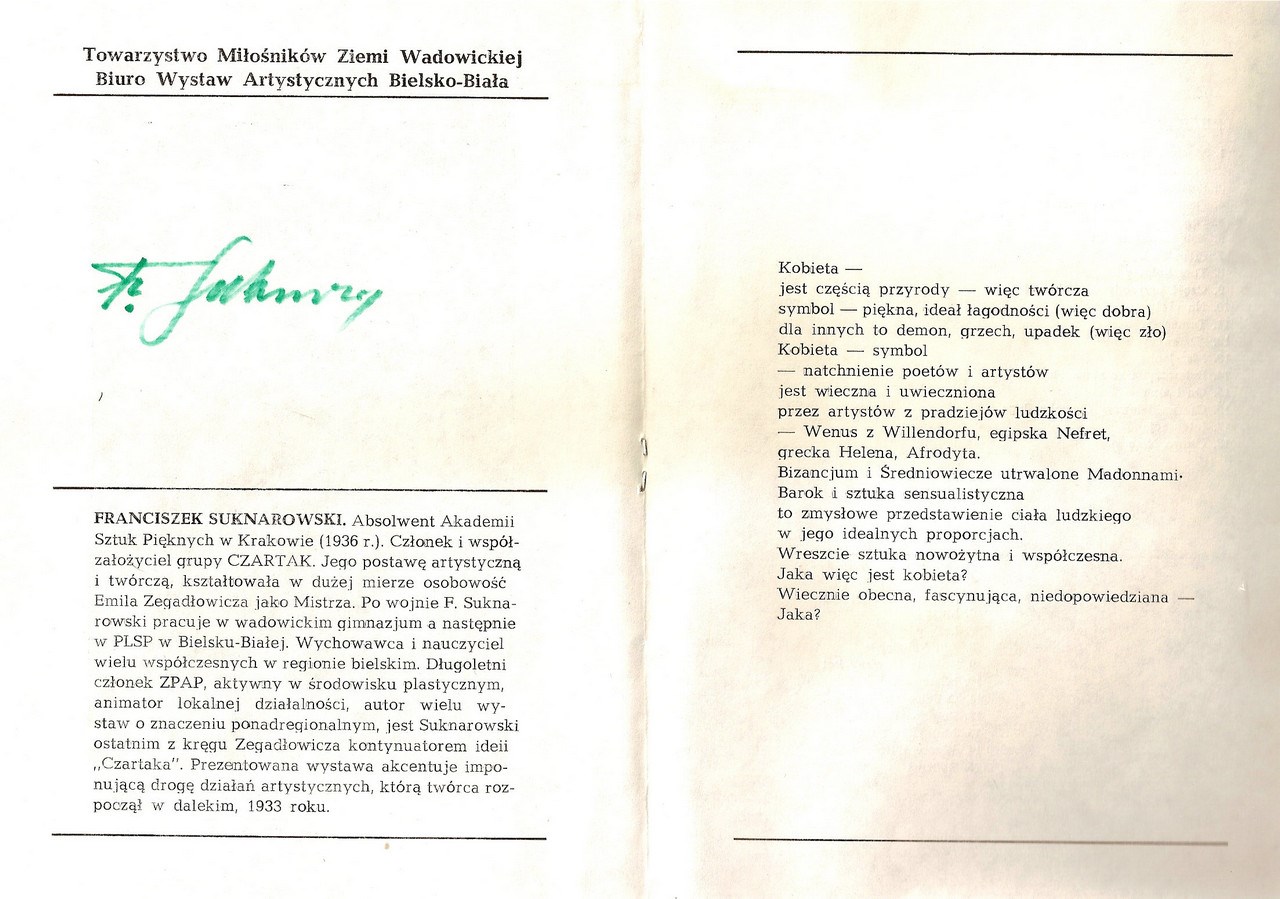 Towarzystwo Miłośników Ziemi Wadowickiej
Biuro Wystaw Artystycznych Bielsko-Biała
Fr.
FRANCISZEK SUKNAROWSKI. Absolwent Akademii
Sztuk Pięknych w Krakowie (1936 r.). Członek i współ-
założyciel grupy CZARTAK. Jego postawę artystyczną
i twórczą, kształtowała w dużej mierze osobowość
Emila Zegadłowicza jako Mistrza. Po wojnie F. Sukna-
rowski pracuje w wadowickim gimnazjum a następnie
w PLSP w Bielsku-Białej. Wychowawca i nauczyciel
wielu współczesnych w regionie bielskim. Długoletni
członek ZPAP, aktywny w środowisku plastycznym,
animator lokalnej działalności, autor wielu wy-
staw o znaczeniu ponadregionalnym, jest Suknarowski
ostatnim z kręgu Zegadłowicza kontynuatorem ideii
„Czartaka". Prezentowana wystawa akcentuje impo-
nującą drogę działań artystycznych, którą twórca roz-
począł w dalekim, 1933 roku.
Kobieta —
jest częścią przyrody — więc twórcza
symbol — piękna, ideał łagodności (więc dobra)
dla innych to demon, grzech, upadek (więc zło)
Kobieta — symbol
— natchnienie poetów i artystów
jest wieczna i uwieczniona
przez artystów z pradziejów ludzkości
— Wenus z Willendorfu, egipska Nefret,
grecka Helena, Afrodyta.
Bizancjum i Średniowiecze utrwalone Madonnami.
Barok i sztuka sensualistyczna
to zmysłowe przedstawienie ciała ludzkiego
w jego idealnych proporcjach.
Wreszcie sztuka nowożytna i współczesna.
Jaka więc jest kobieta?
Wiecznie obecna, fascynująca, niedopowiedziana —
Jaka?